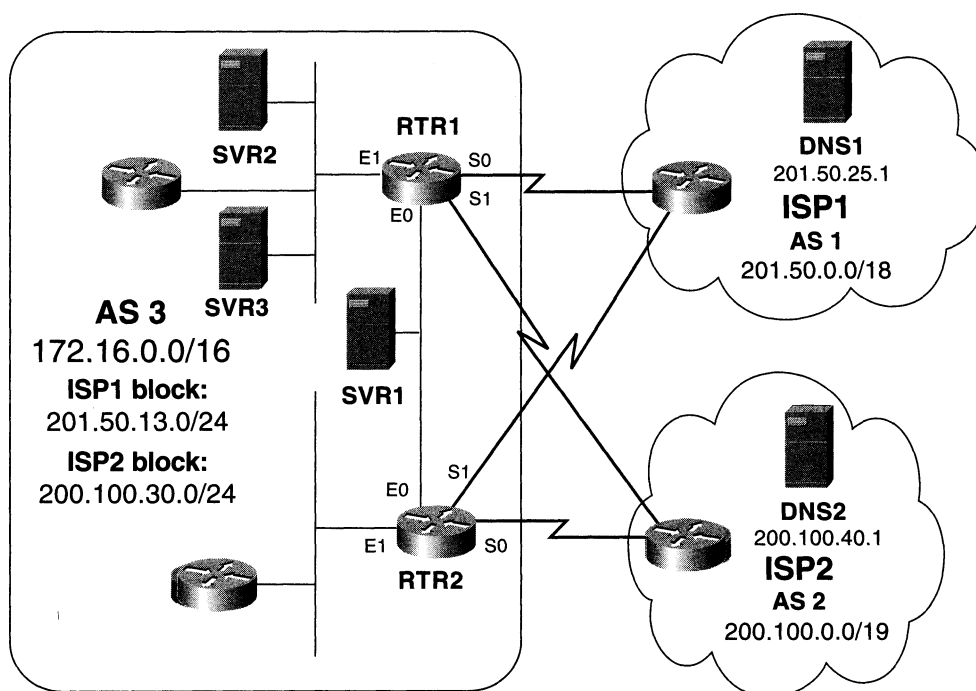 SVR2
RTR1
E1
S0
S1
E0
SVR3
AS 3
172.16.0.0/16
ISP1 block:
201.50.13.0/24
ISP2 block:
200.100.30.0/24
SVR1
S1
E0
E1
S0
RTR2
DNS1
201.50.25.1
ISP1
AS 1
201.50.0.0/18
DNS2
200.100.40.1
ISP2
AS 2
200.100.0.0/19